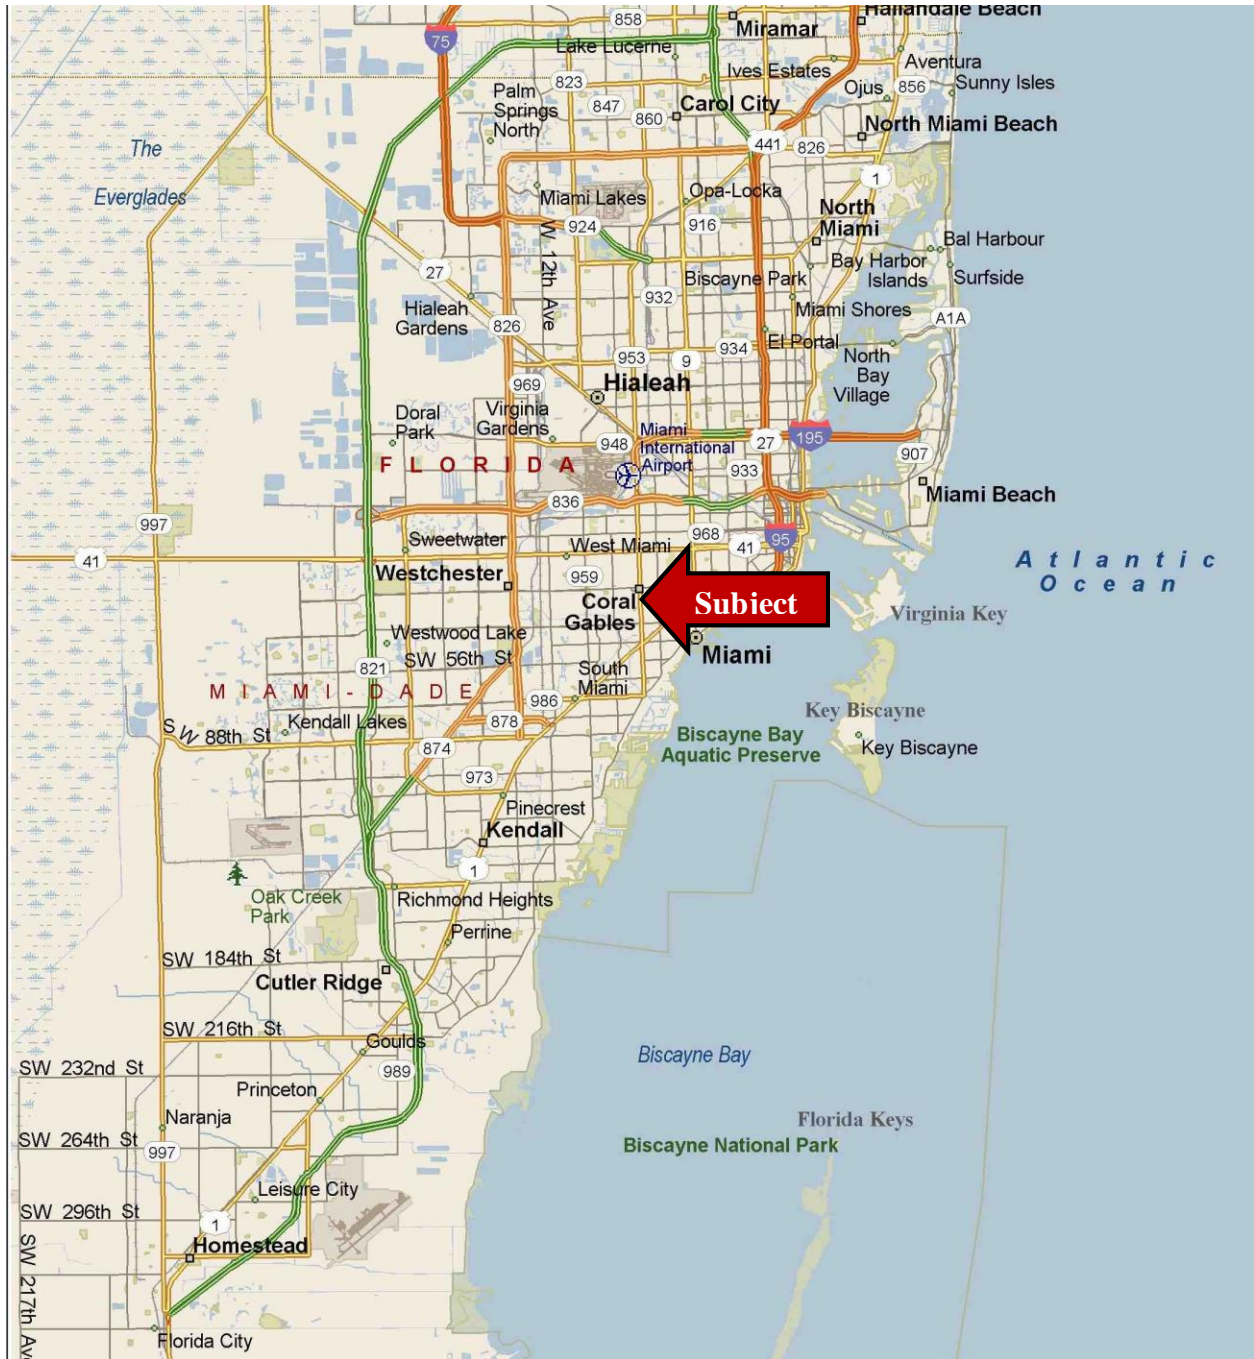 858
Miramar
Hallandale Beach
75
Lake Lucerne
Ives Estates
Aventura
823
Palm
Springs
North
847
860
Carol City
Ojus
856
Sunny Isles
North Miami Beach
441
826
The
Everglades
1
Miami Lakes
Opa-Locka
924
916
North
Miami
W 12th Ave
Bal Harbour
Bay Harbor
Islands
Surfside
27
Biscayne Park
932
Hialeah
Gardens
826
Miami Shores
A1A
El Portal
953
9
934
North
Bay
Village
969
Hialeah
Doral
Park
Virginia
Gardens
948
Miami
International
Airport
27
195
FLORIDA
933
907
836
Miami Beach
997
968
41
95
41
Sweetwater
West Miami
Atlantic
Ocean
Westchester
959
Coral
Gables
Subject
Virginia Key
Westwood Lake
SW 56th St
Miami
821
South
Miami
MIAMI-DADE
986
Key Biscayne
SW 88th St
Kendall Lakes
878
874
Biscayne Bay
Aquatic Preserve
Key Biscayne
973
Pinecrest
Kendall
1
Oak Creek
Park
Richmond Heights
Perrine
SW 184th St
Cutler Ridge
SW 216th St
Goulds
Biscayne Bay
SW 232nd St
989
Princeton
Naranja
Florida Keys
SW 264th St
997
Biscayne National Park
Leisure City
SW 296th St
1
Homestead
SW 217th Av
Florida City